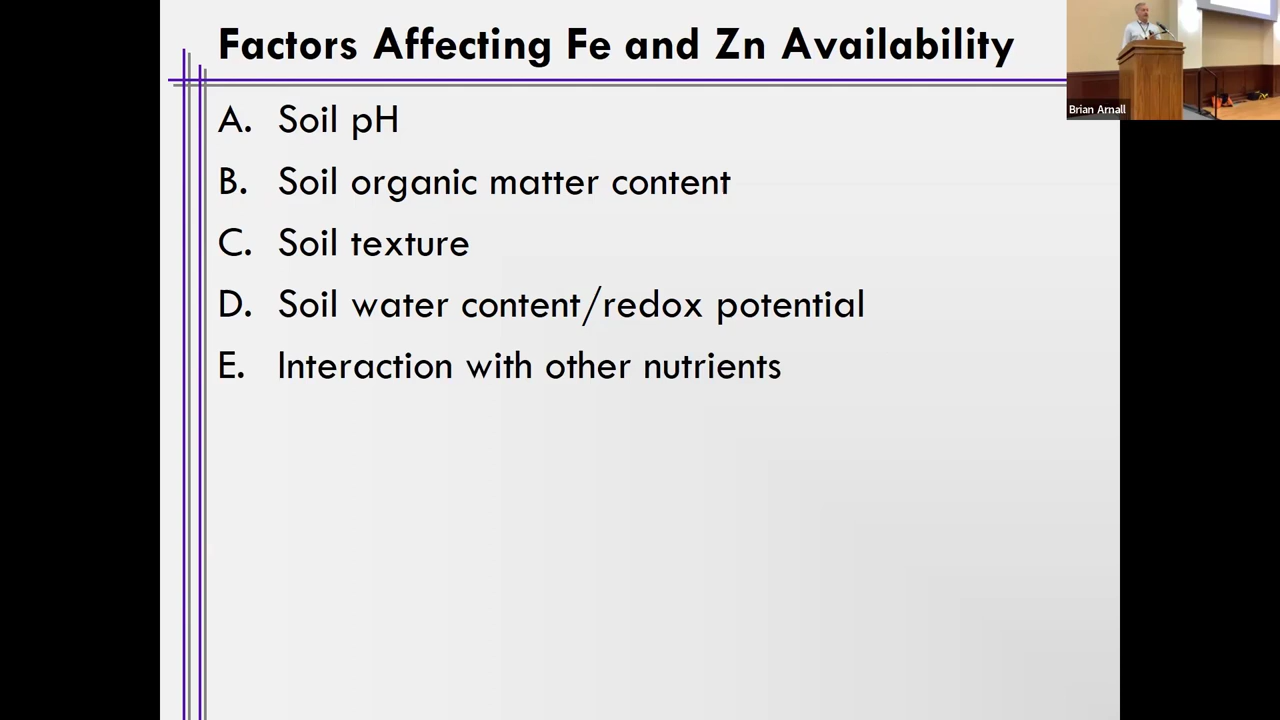 Factors Affecting Fe and Zn Availability
A. Soil pH
B. Soil organic matter content
C. Soil texture
D. Soil water content/redox potential
E. Interaction with other nutrients
Brian Arnall